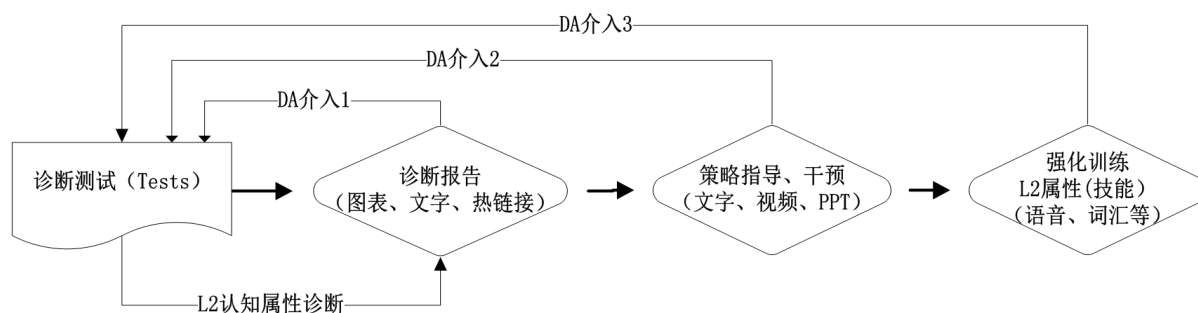 DA介入3
DA介入2
DA介入1
诊断测试（Tests）
诊断报告
（图表、文字、热链接）
策略指导、干预
（文字、视频、PPT）
强化训练
L2属性(技能）
（语音、词汇等）
L2认知属性诊断